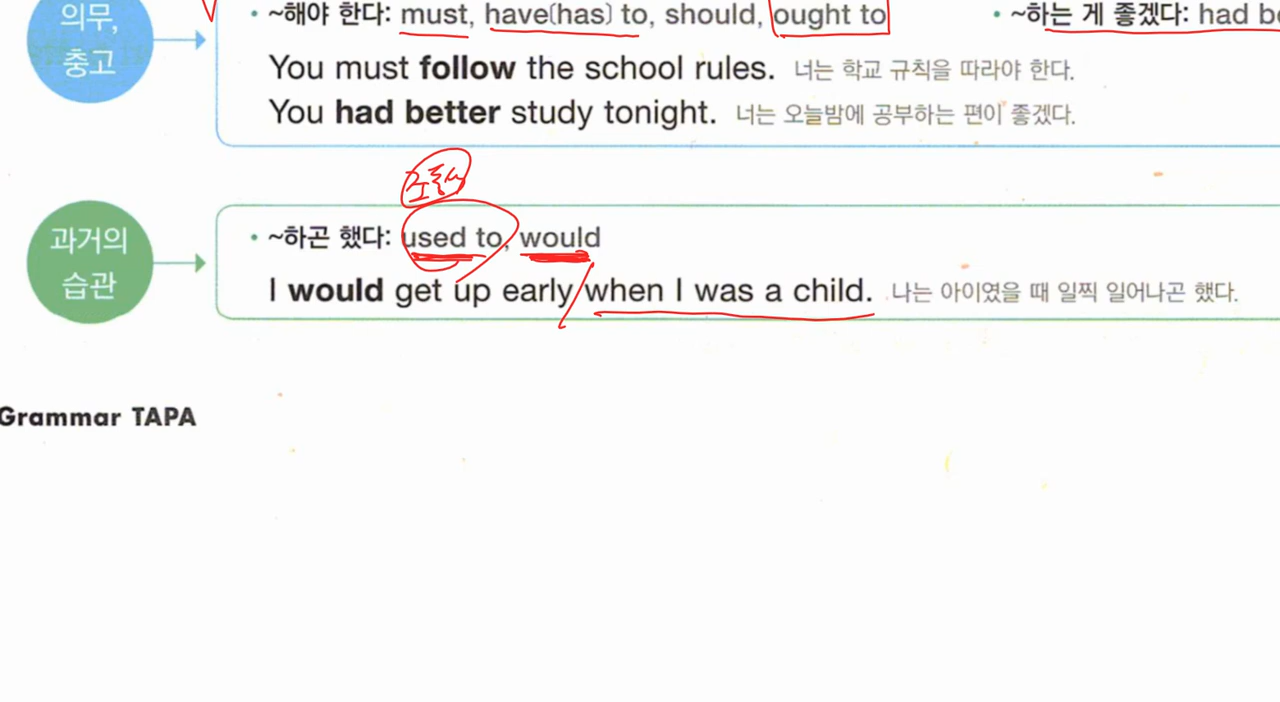 의무,
충고
• ~해야 한다: must, have(has) to, should, ought to • ~하는 게 좋겠다: had be
You must follow the school rules. 너는 학교 규칙을 따라야 한다.
You had better study tonight. 너는 오늘밤에 공부하는 편이 좋겠다.
조동사
과거의
습관
• ~하곤 했다: used to, would
I would get up early when I was a child. 나는 아이였을 때 일찍 일어나곤 했다.
Grammar TAPA